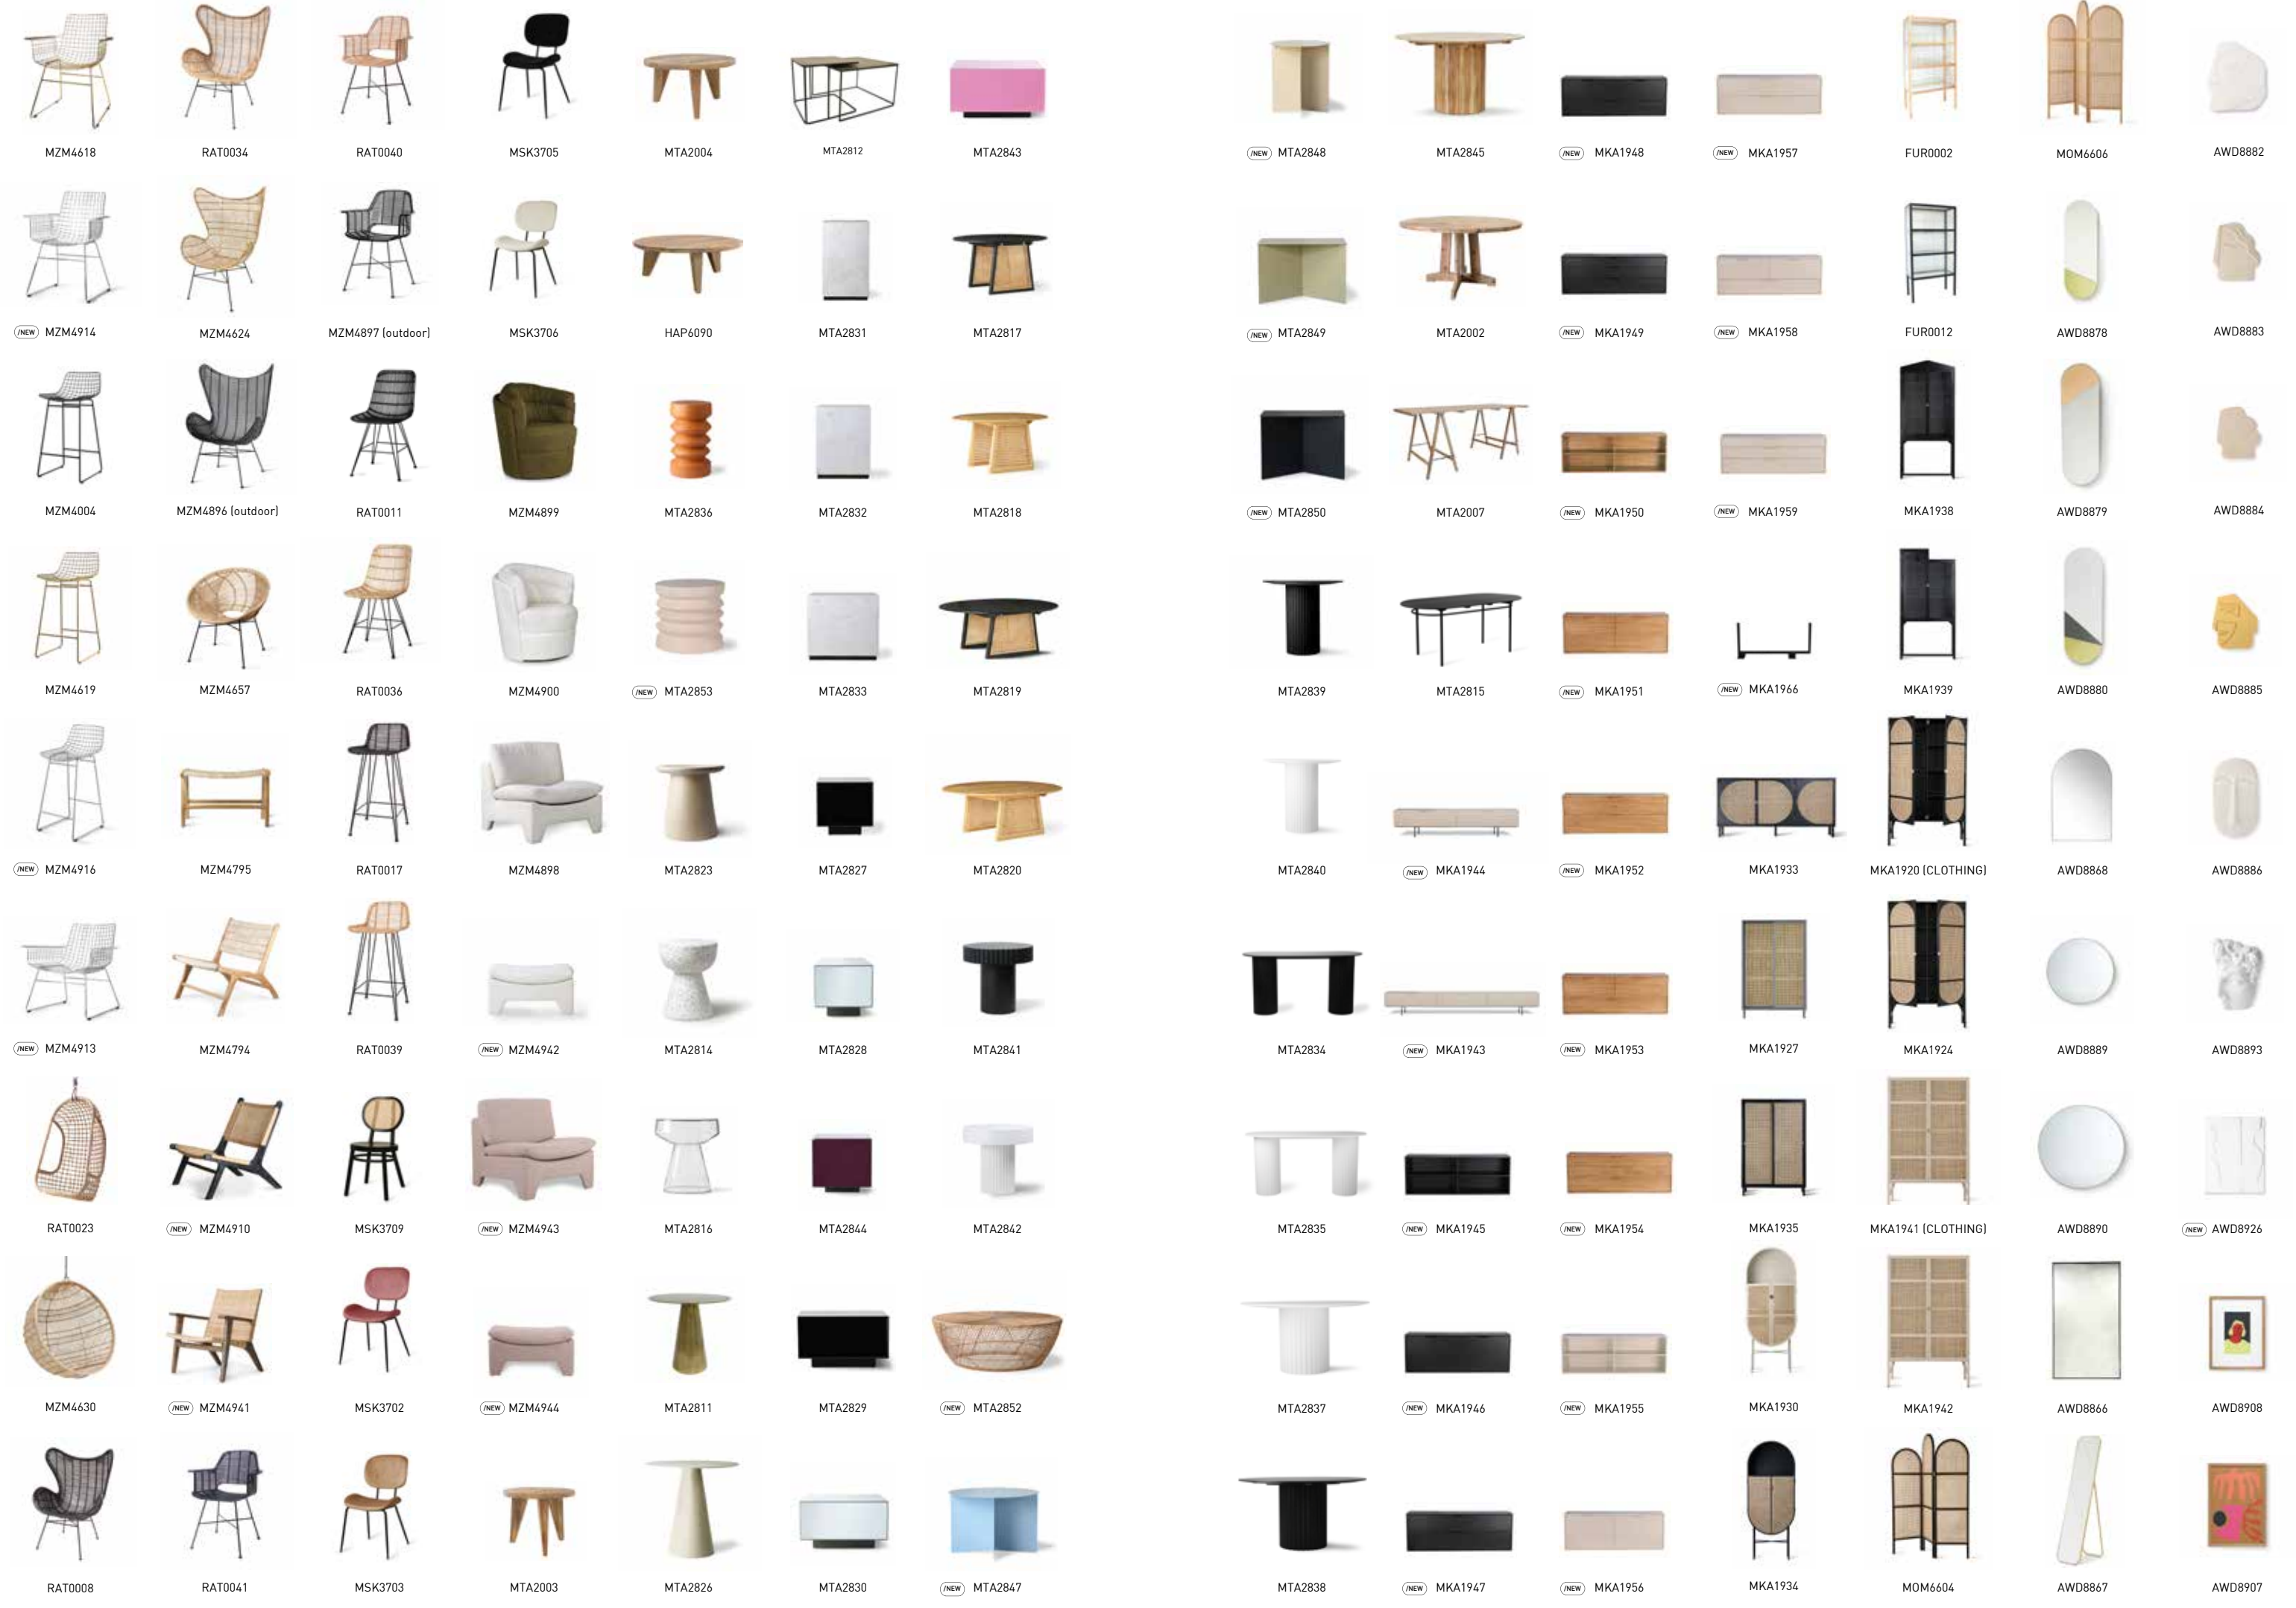 MZM4618 RAT0034 RAT0040 MSK3705 MTA2004 MTA2812 MTA2843 /NEW MTA2848 MTA2845 /NEW MKA1948 /NEW MKA1957 FUR0002 MOM6606 AWD8882
/NEW MZM4914 MZM4624 MZM4897 (outdoor) MSK3706 HAP6090 MTA2831 MTA2817 /NEW MTA2849 MTA2002 /NEW MKA1949 /NEW MKA1958 FUR0012 AWD8878 AWD8883
MZM4004 MZM4896 (outdoor) RAT0011 MZM4899 MTA2836 MTA2832 MTA2818 /NEW MTA2850 MTA2007 /NEW MKA1950 /NEW MKA1959 MKA1938 AWD8879 AWD8884
MZM4619 MZM4657 RAT0036 MZM4900 /NEW MTA2853 MTA2833 MTA2819 MTA2839 MTA2815 /NEW MKA1951 /NEW MKA1966 MKA1939 AWD8880 AWD8885
/NEW MZM4916 MZM4795 RAT0017 MZM4898 MTA2823 MTA2827 MTA2820 MTA2840 /NEW MKA1944 /NEW MKA1952 MKA1933 MKA1920 (CLOTHING) AWD8868 AWD8886
/NEW MZM4913 MZM4794 RAT0039 /NEW MZM4942 MTA2814 MTA2828 MTA2841 MTA2834 /NEW MKA1943 /NEW MKA1953 MKA1927 MKA1924 AWD8889 AWD8893
RAT0023 /NEW MZM4910 MSK3709 /NEW MZM4943 MTA2816 MTA2844 MTA2842 MTA2835 /NEW MKA1945 /NEW MKA1954 MKA1935 MKA1941 (CLOTHING) AWD8890 /NEW AWD8926
MZM4630 /NEW MZM4941 MSK3702 /NEW MZM4944 MTA2811 MTA2829 /NEW MTA2852 MTA2837 /NEW MKA1946 /NEW MKA1955 MKA1930 MKA1942 AWD8866 AWD8908
RAT0008 RAT0041 MSK3703 MTA2003 MTA2826 MTA2830 /NEW MTA2847 MTA2838 /NEW MKA1947 /NEW MKA1956 MKA1934 MOM6604 AWD8867 AWD8907